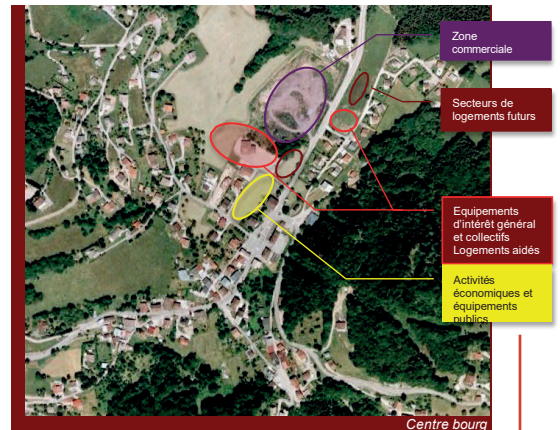 Zone
commerciale
Secteurs de
logements futurs
Equipements
d'intérêt général
et collectifs
Logements aidés
Activités
économiques et
équipements
publics
Centre bourg